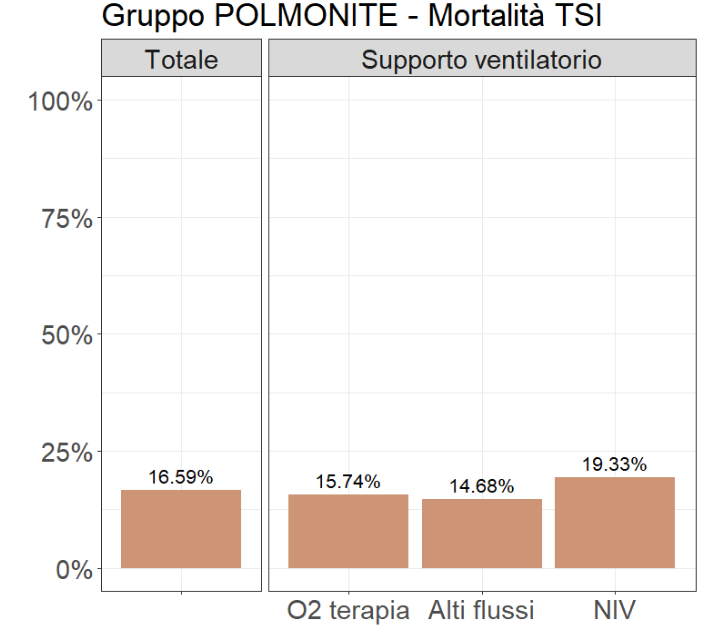 Gruppo POLMONITE - Mortalità TSI
Totale
Supporto ventilatorio
100%
75%
50%
25%
0%
16.59%
15.74%
14.68%
19.33%
O2 terapia
Alti flussi
NIV